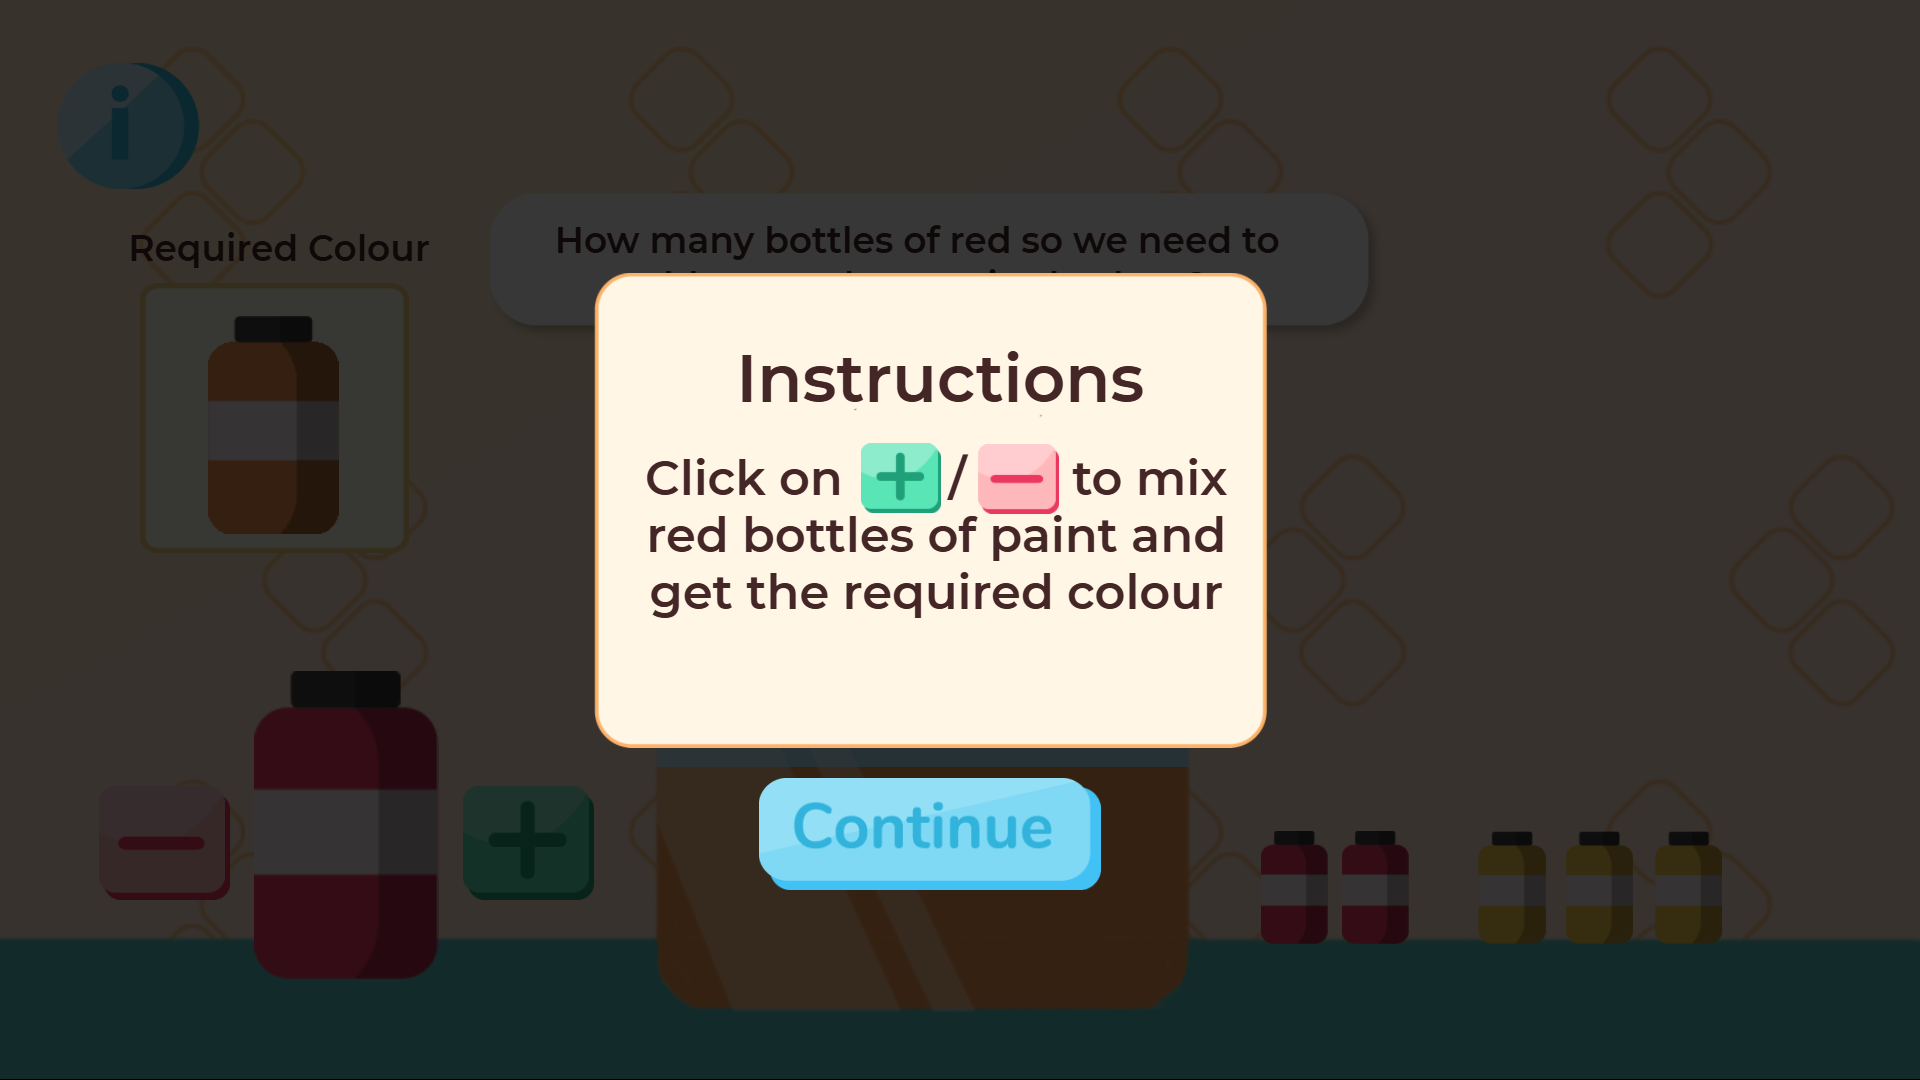 i
Required Colour
How many bottles of red so we need to
Instructions
Click on + / − to mix
red bottles of paint and
get the required colour
Continue